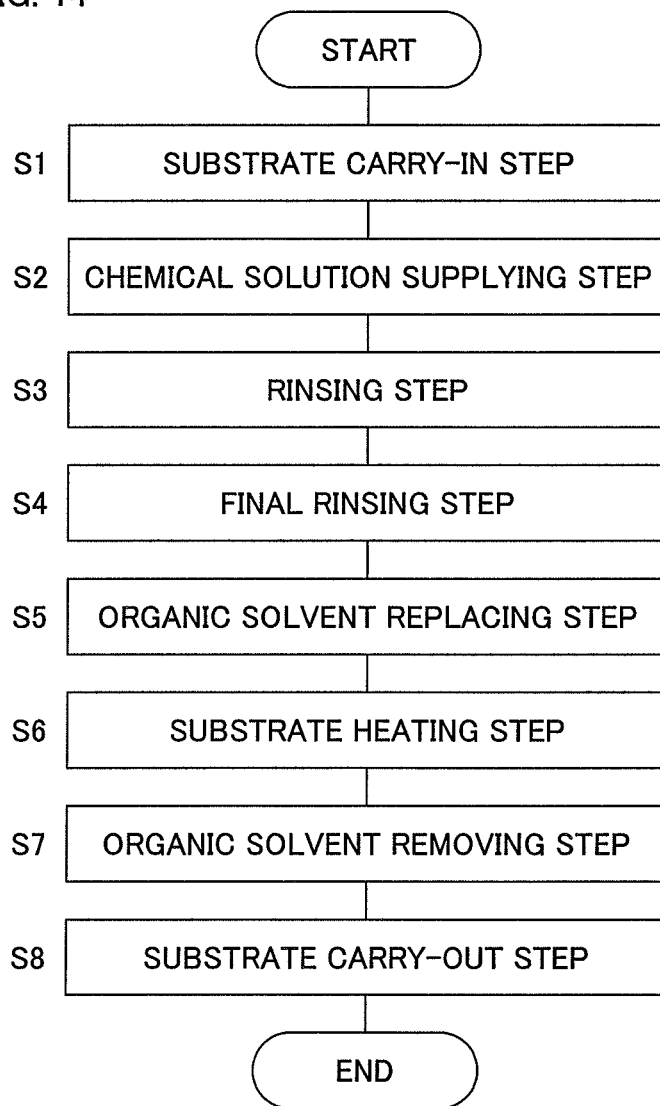 START
S1 SUBSTRATE CARRY-IN STEP
S2 CHEMICAL SOLUTION SUPPLYING STEP
S3 RINSING STEP
S4 FINAL RINSING STEP
S5 ORGANIC SOLVENT REPLACING STEP
S6 SUBSTRATE HEATING STEP
S7 ORGANIC SOLVENT REMOVING STEP
S8 SUBSTRATE CARRY-OUT STEP
END